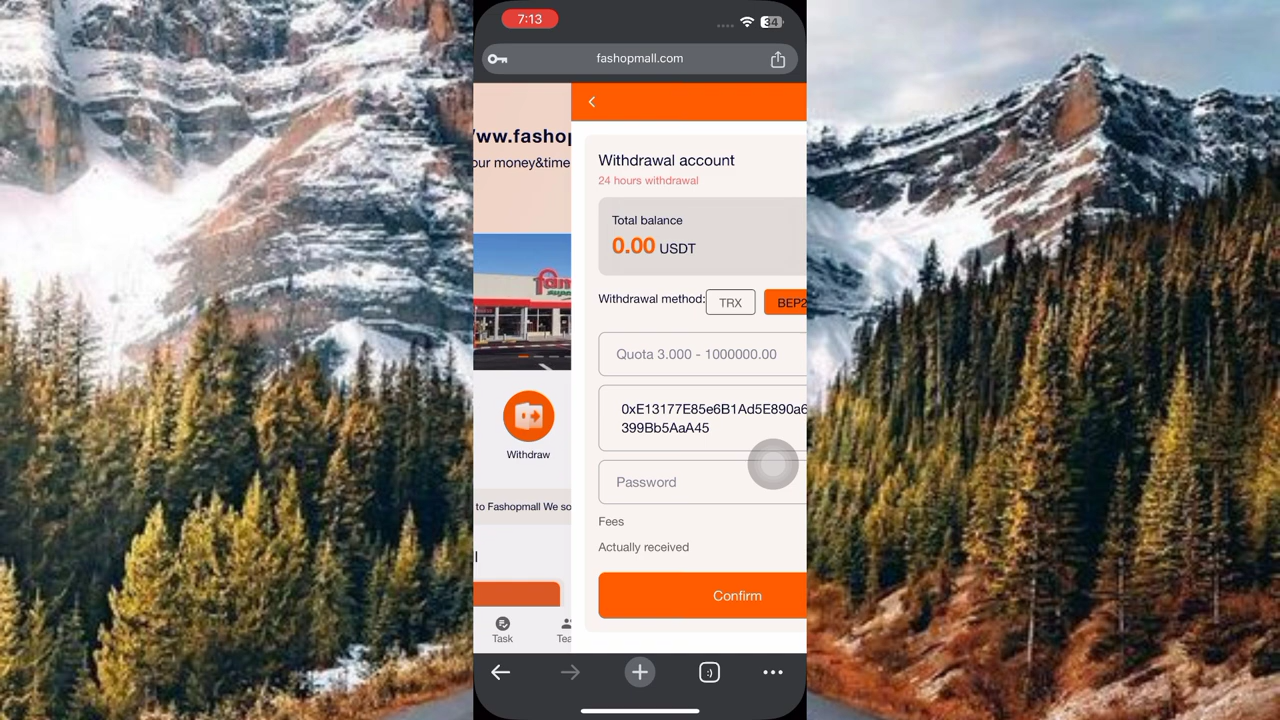 7:13
34
fashopmall.com
www.fashop
our money&time
Withdrawal account
24 hours withdrawal
Total balance
0.00 USDT
Withdrawal method:
TRX
BEP2
Quota 3.000 - 1000000.00
0xE13177E85e6B1Ad5E890a6
399Bb5AaA45
Withdraw
Password
to Fashopmall We so
Fees
Actually received
Confirm
Task
Tea
:)